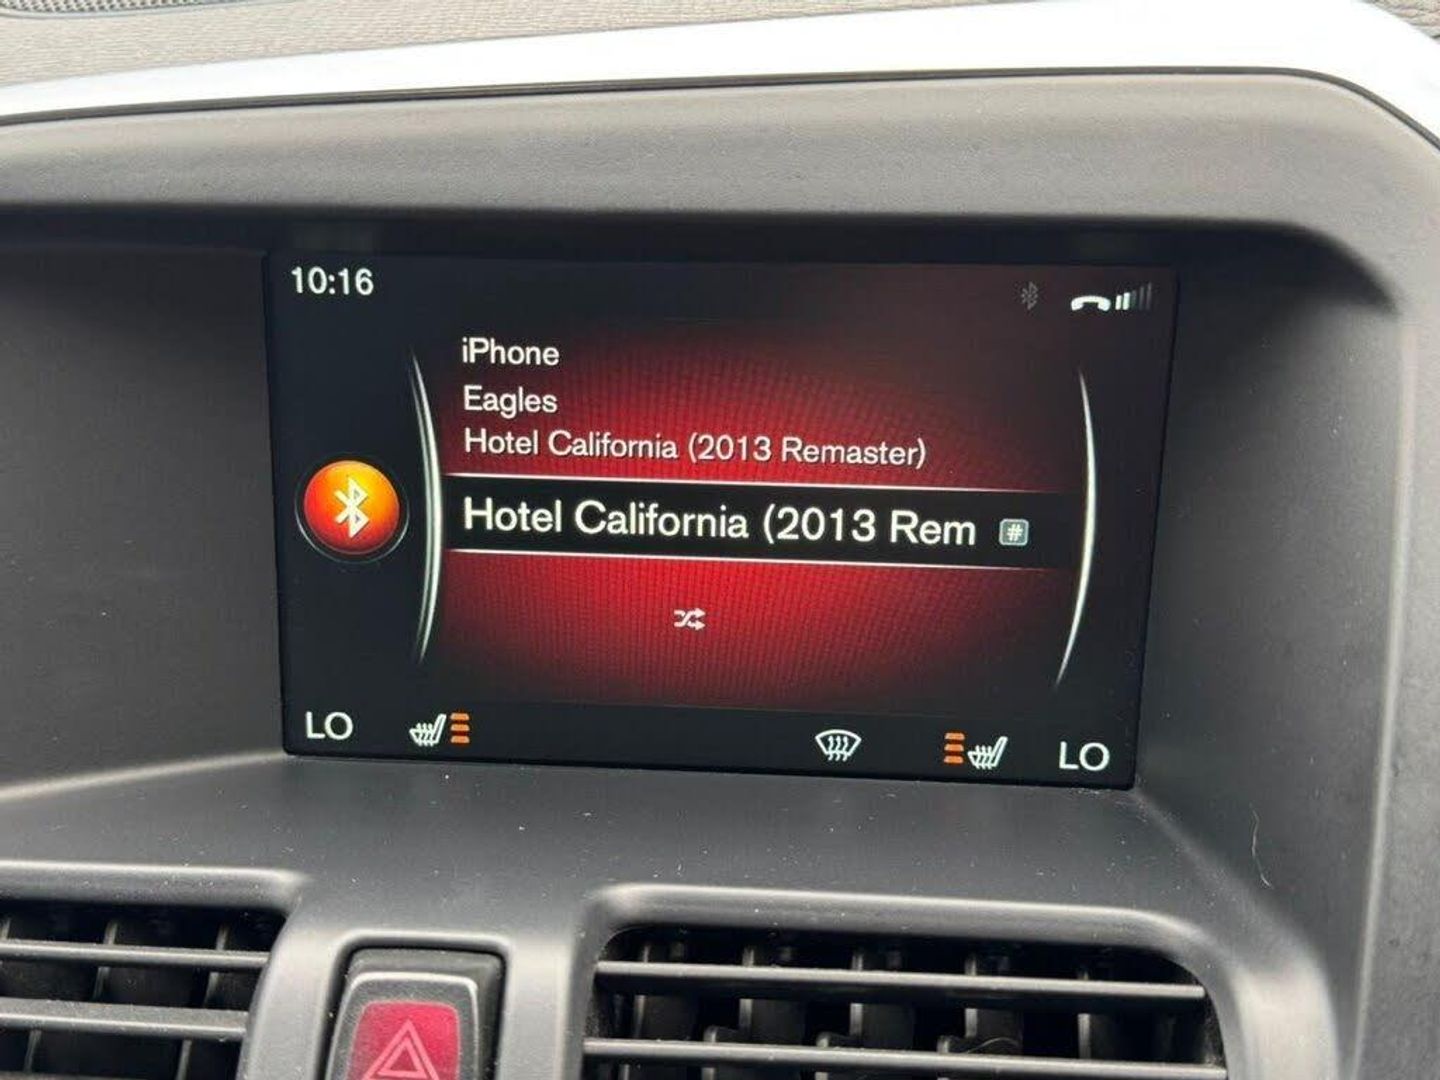 10:16
iPhone
Eagles
Hotel California (2013 Remaster)
Hotel California (2013 Rem #
LO LO